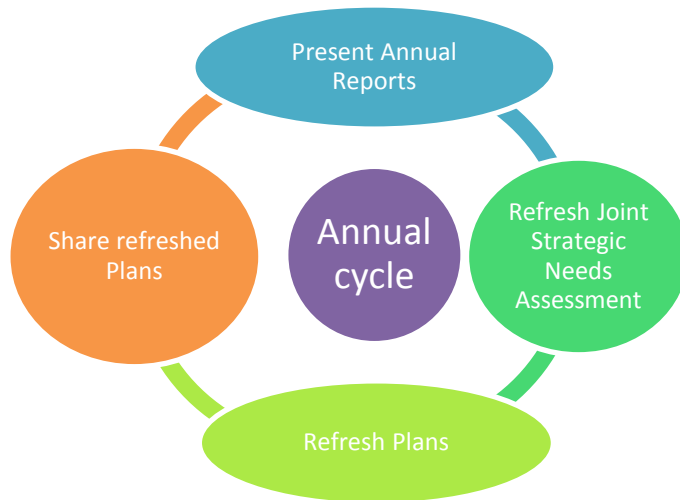 Present Annual
Reports
Refresh Joint
Strategic
Needs
Assessment
Refresh Plans
Share refreshed
Plans
Annual
cycle